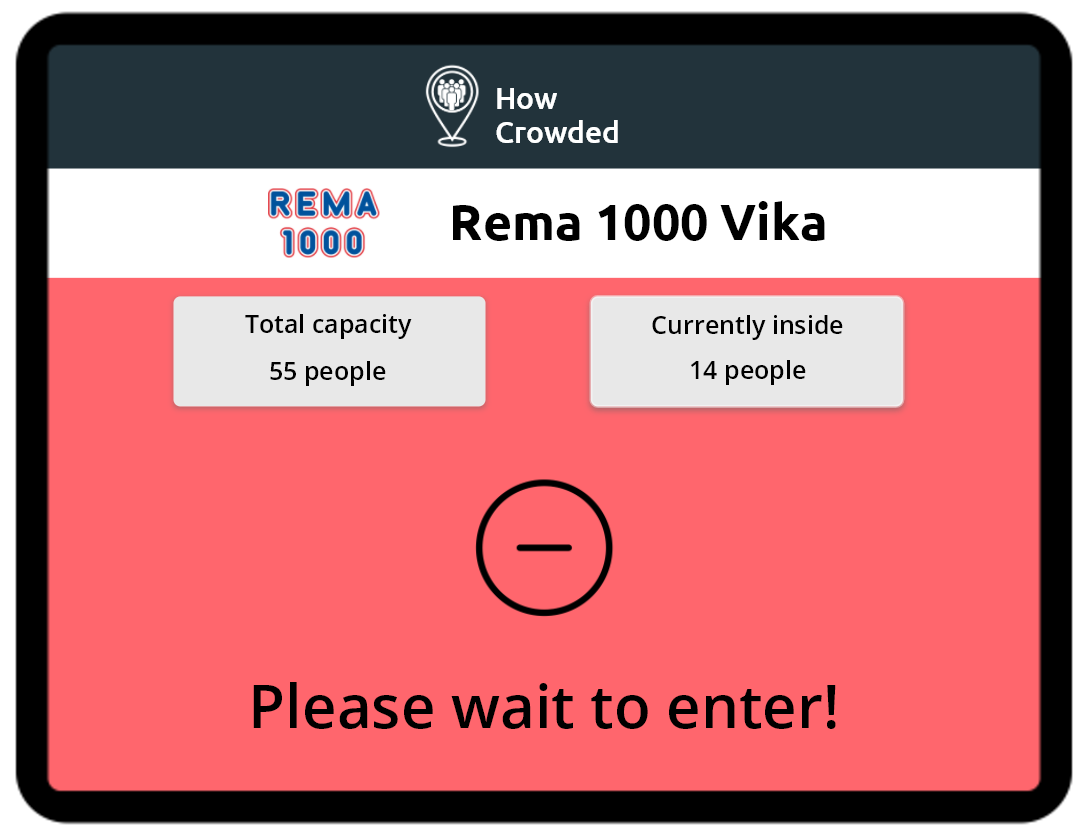 How
Crowded
REMA
1000
Rema 1000 Vika
Total capacity
55 people
Currently inside
14 people
Please wait to enter!